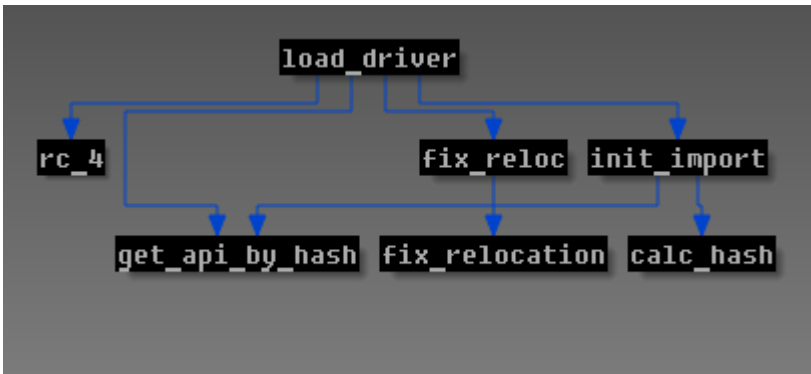 load_driver
rc_4
fix_reloc
init_import
get_api_by_hash
fix_relocation
calc_hash